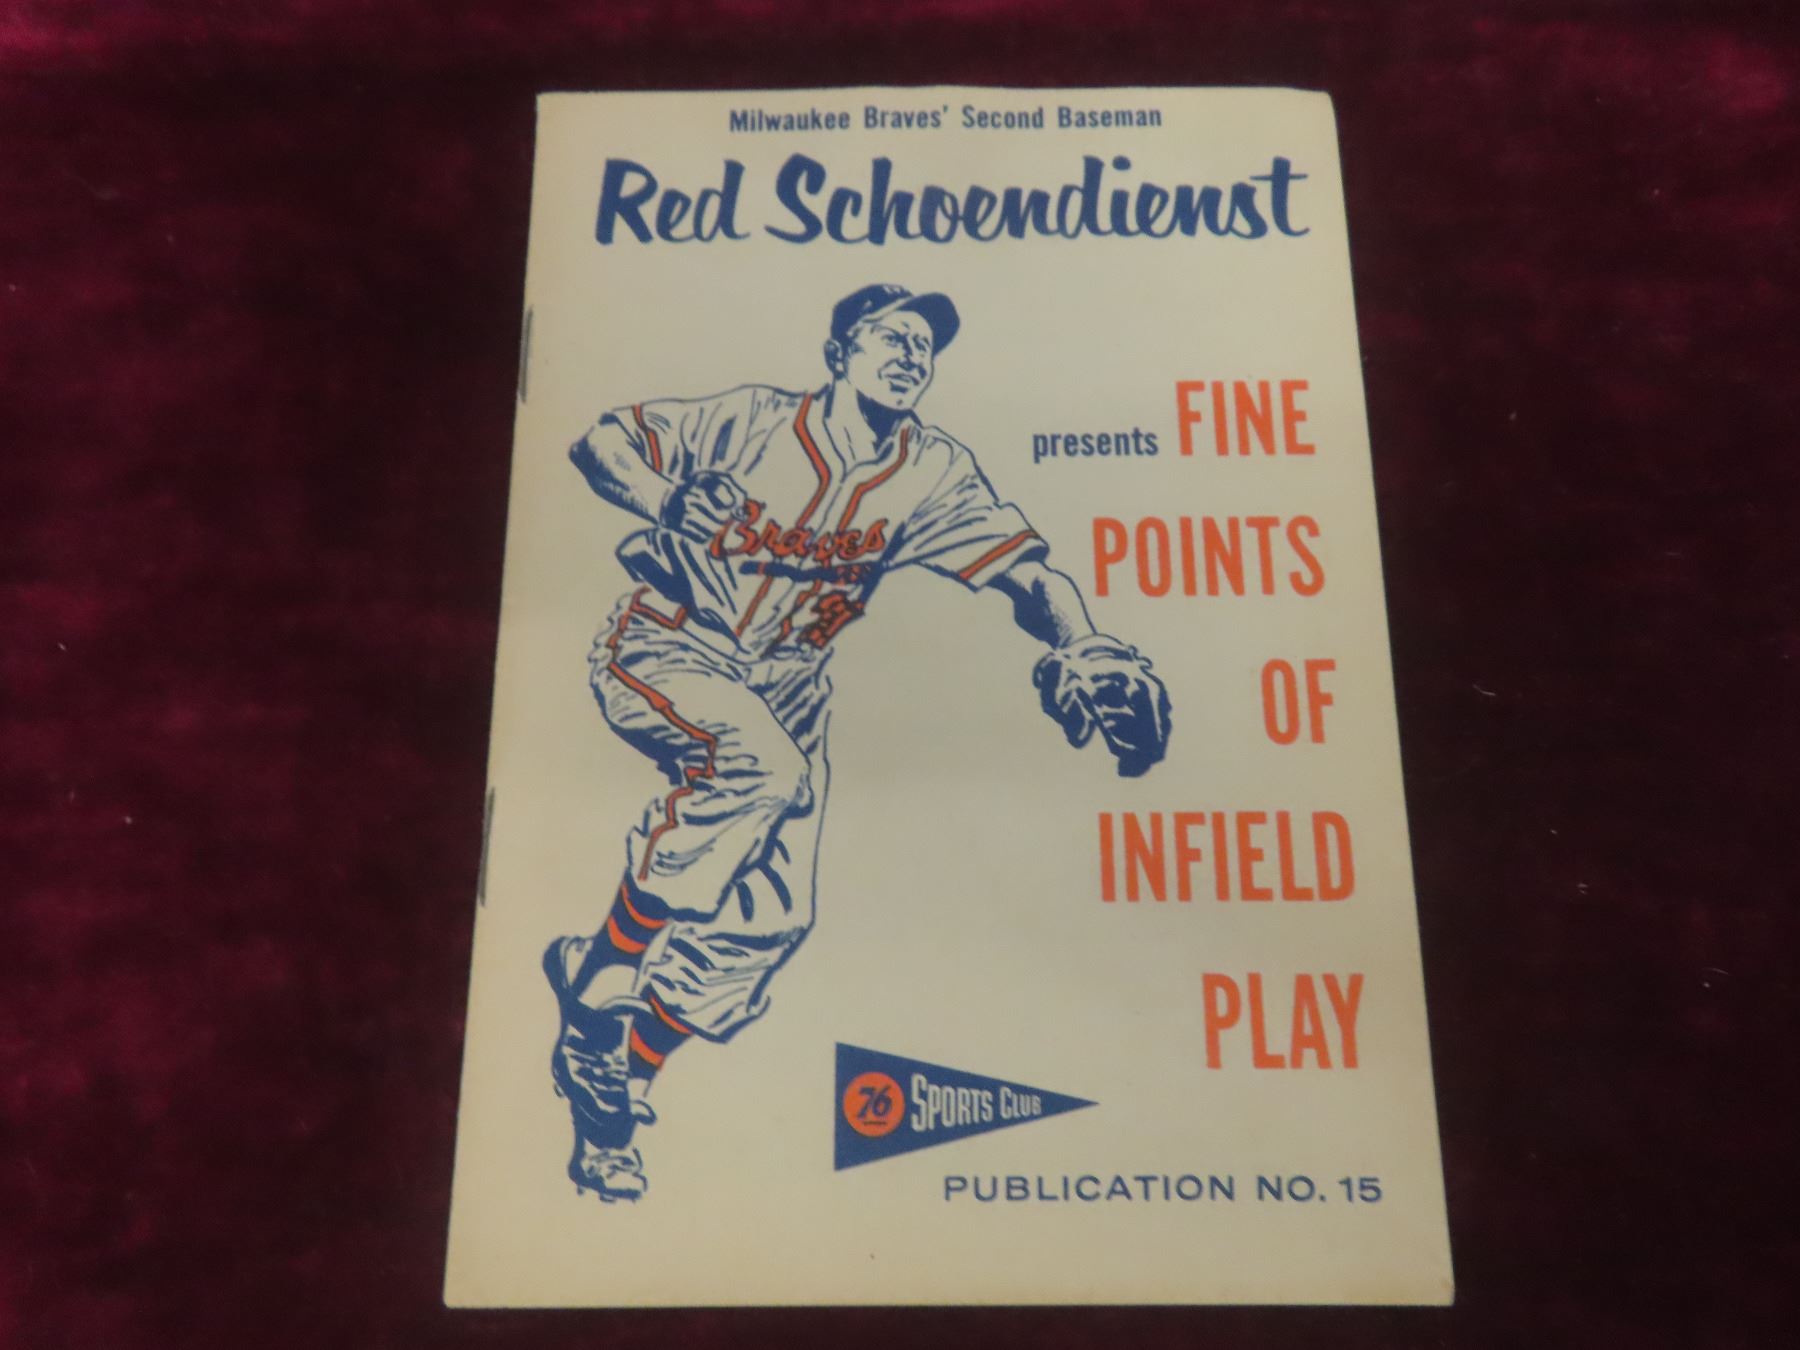 Milwaukee Braves' Second Baseman
Red Schoendienst
presents FINE
POINTS
OF
INFIELD
PLAY
Braves
76 SPORTS CLUB
PUBLICATION NO. 15